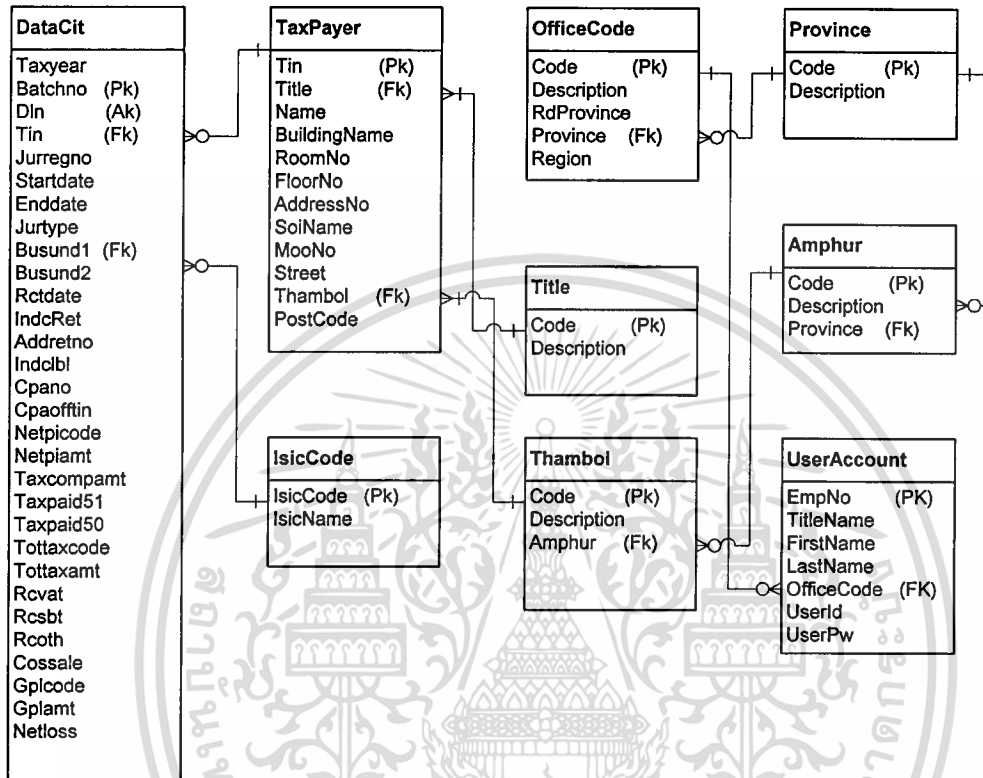 DataCit
Taxyear
Batchno (Pk)
Dln (Ak)
Tin (Fk)
Jurregno
Startdate
Enddate
Jurtype
Busund1 (Fk)
Busund2
Rctdate
IndcRet
Addretno
Indclbl
Cpano
Cpaofftin
Netpicode
Netpiamt
Taxcompamt
Taxpaid51
Taxpaid50
Tottaxcode
Tottaxamt
Rcvat
Rcsbt
Rcoth
Cossale
Gplcode
Gplamt
Netloss
TaxPayer
Tin (Pk)
Title (Fk)
Name
BuildingName
RoomNo
FloorNo
AddressNo
SoiName
MooNo
Street
Thambol (Fk)
PostCode
IsicCode
IsicCode (Pk)
IsicName
OfficeCode
Code (Pk)
Description
RdProvince
Province (Fk)
Region
Title
Code (Pk)
Description
Thambol
Code (Pk)
Description
Amphur (Fk)
Province
Code (Pk)
Description
Amphur
Code (Pk)
Description
Province (Fk)
UserAccount
EmpNo (PK)
TitleName
FirstName
LastName
OfficeCode (FK)
UserId
UserPw